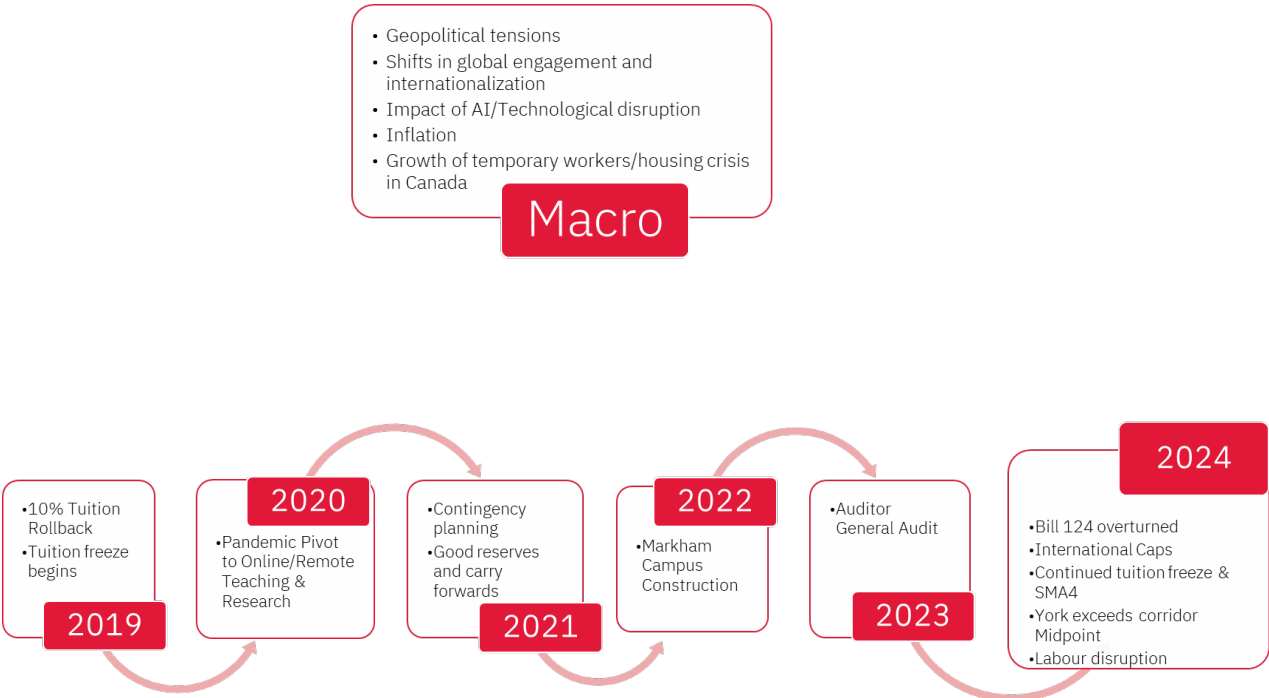 • Geopolitical tensions
• Shifts in global engagement and
internationalization
• Impact of AI/Technological disruption
• Inflation
• Growth of temporary workers/housing crisis
in Canada
Macro
•10% Tuition
Rollback
•Tuition freeze
begins
2019
2020
•Pandemic Pivot
to Online/Remote
Teaching &
Research
•Contingency
planning
•Good reserves
and carry
forwards
2021
2022
•Markham
Campus
Construction
•Auditor
General Audit
2023
2024
•Bill 124 overturned
•International Caps
•Continued tuition freeze &
SMA4
•York exceeds corridor
Midpoint
•Labour disruption